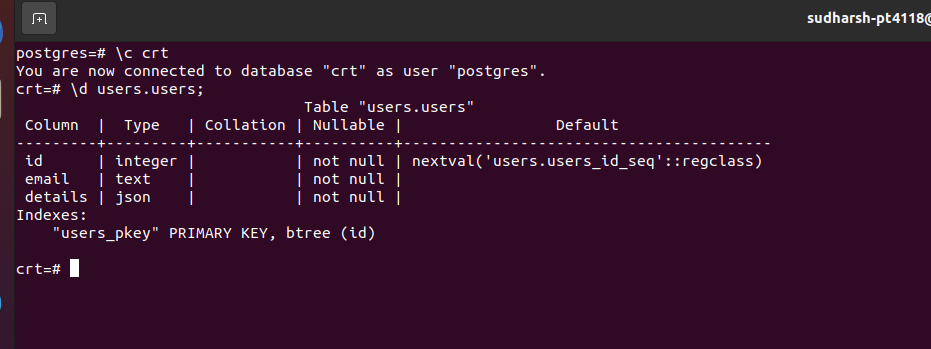 sudharsh-pt4118@
postgres=# \c crt
You are now connected to database "crt" as user "postgres".
crt=# \d users.users;
                                Table "users.users"
 Column  |  Type   | Collation | Nullable |                 Default
---------+---------+-----------+----------+-----------------------------------------
 id      | integer |           | not null | nextval('users.users_id_seq'::regclass)
 email   | text    |           | not null |
 details | json    |           | not null |
Indexes:
    "users_pkey" PRIMARY KEY, btree (id)
crt=#